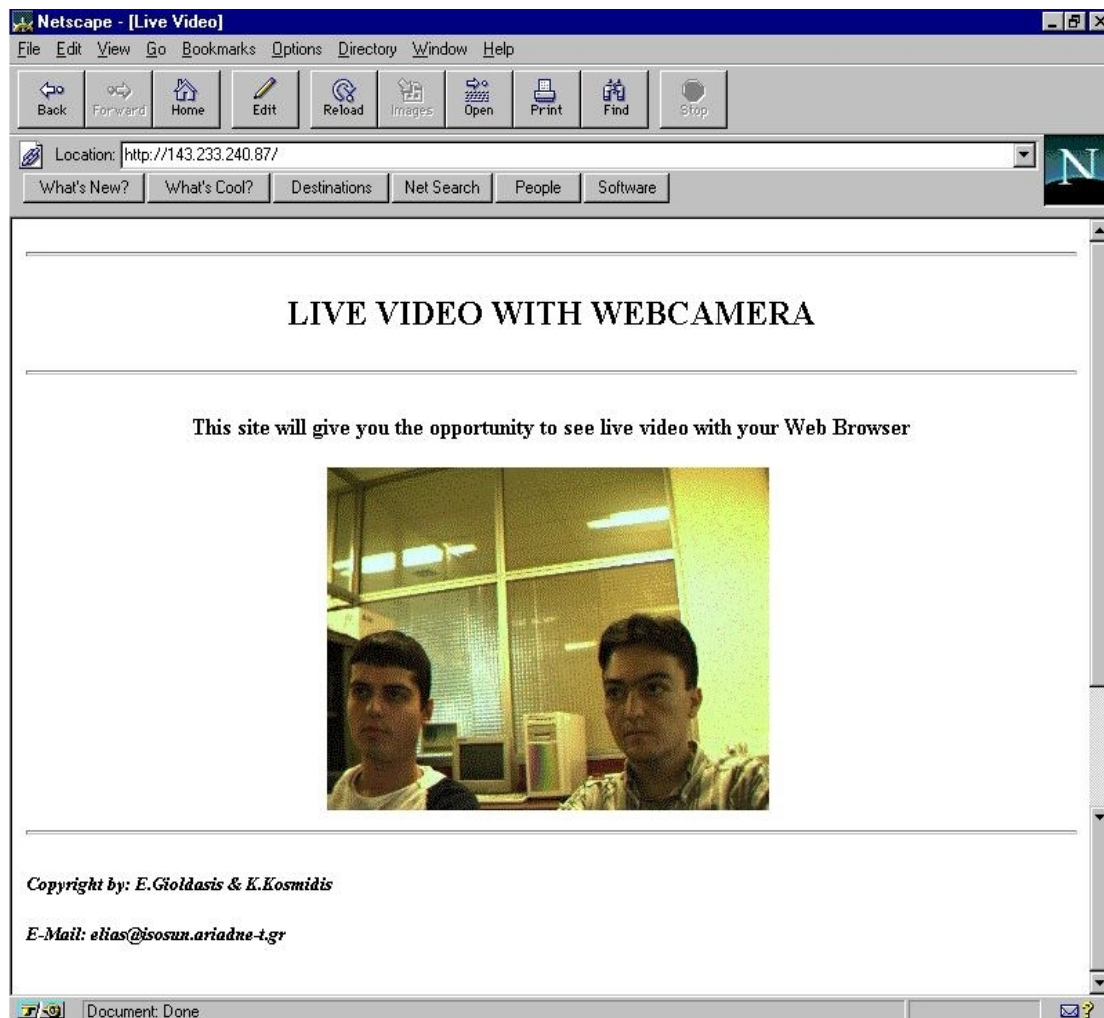 Netscape - [Live Video]
File Edit View Go Bookmarks Options Directory Window Help
Back Forward Home Edit Reload Images Open Print Find Stop
Location: http://143.233.240.87/
N
What's New? What's Cool? Destinations Net Search People Software
LIVE VIDEO WITH WEBCAMERA
This site will give you the opportunity to see live video with your Web Browser
Copyright by: E.Gioldasis & K.Kosmidis
E-Mail: elias@isosun.ariadne-t.gr
Document: Done